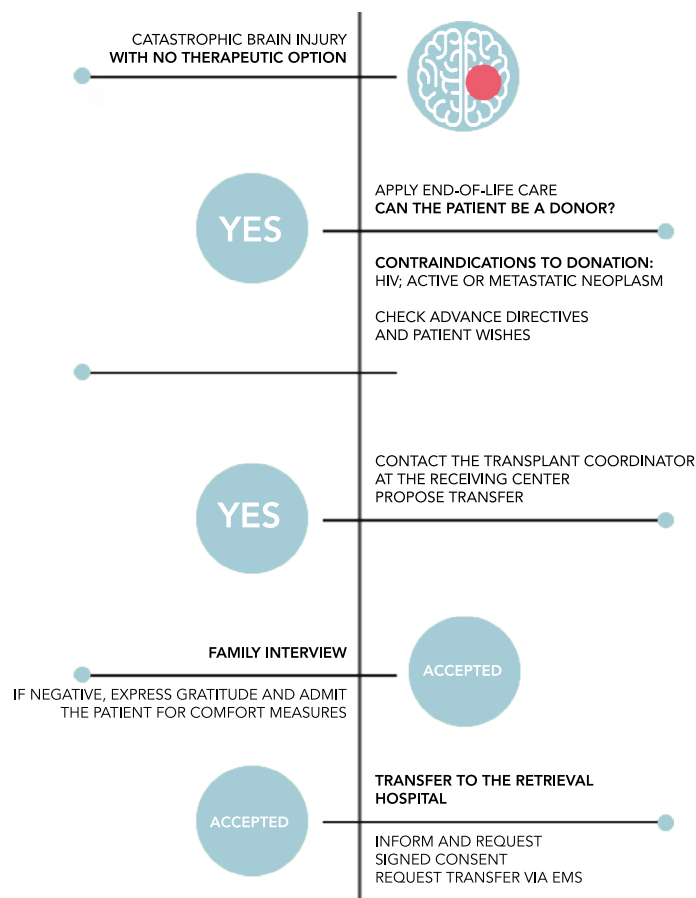 CATASTROPHIC BRAIN INJURY
WITH NO THERAPEUTIC OPTION
YES
APPLY END-OF-LIFE CARE
CAN THE PATIENT BE A DONOR?
CONTRAINDICATIONS TO DONATION:
HIV; ACTIVE OR METASTATIC NEOPLASM
CHECK ADVANCE DIRECTIVES
AND PATIENT WISHES
YES
CONTACT THE TRANSPLANT COORDINATOR
AT THE RECEIVING CENTER
PROPOSE TRANSFER
FAMILY INTERVIEW
IF NEGATIVE, EXPRESS GRATITUDE AND ADMIT
THE PATIENT FOR COMFORT MEASURES
ACCEPTED
ACCEPTED
TRANSFER TO THE RETRIEVAL
HOSPITAL
INFORM AND REQUEST
SIGNED CONSENT
REQUEST TRANSFER VIA EMS